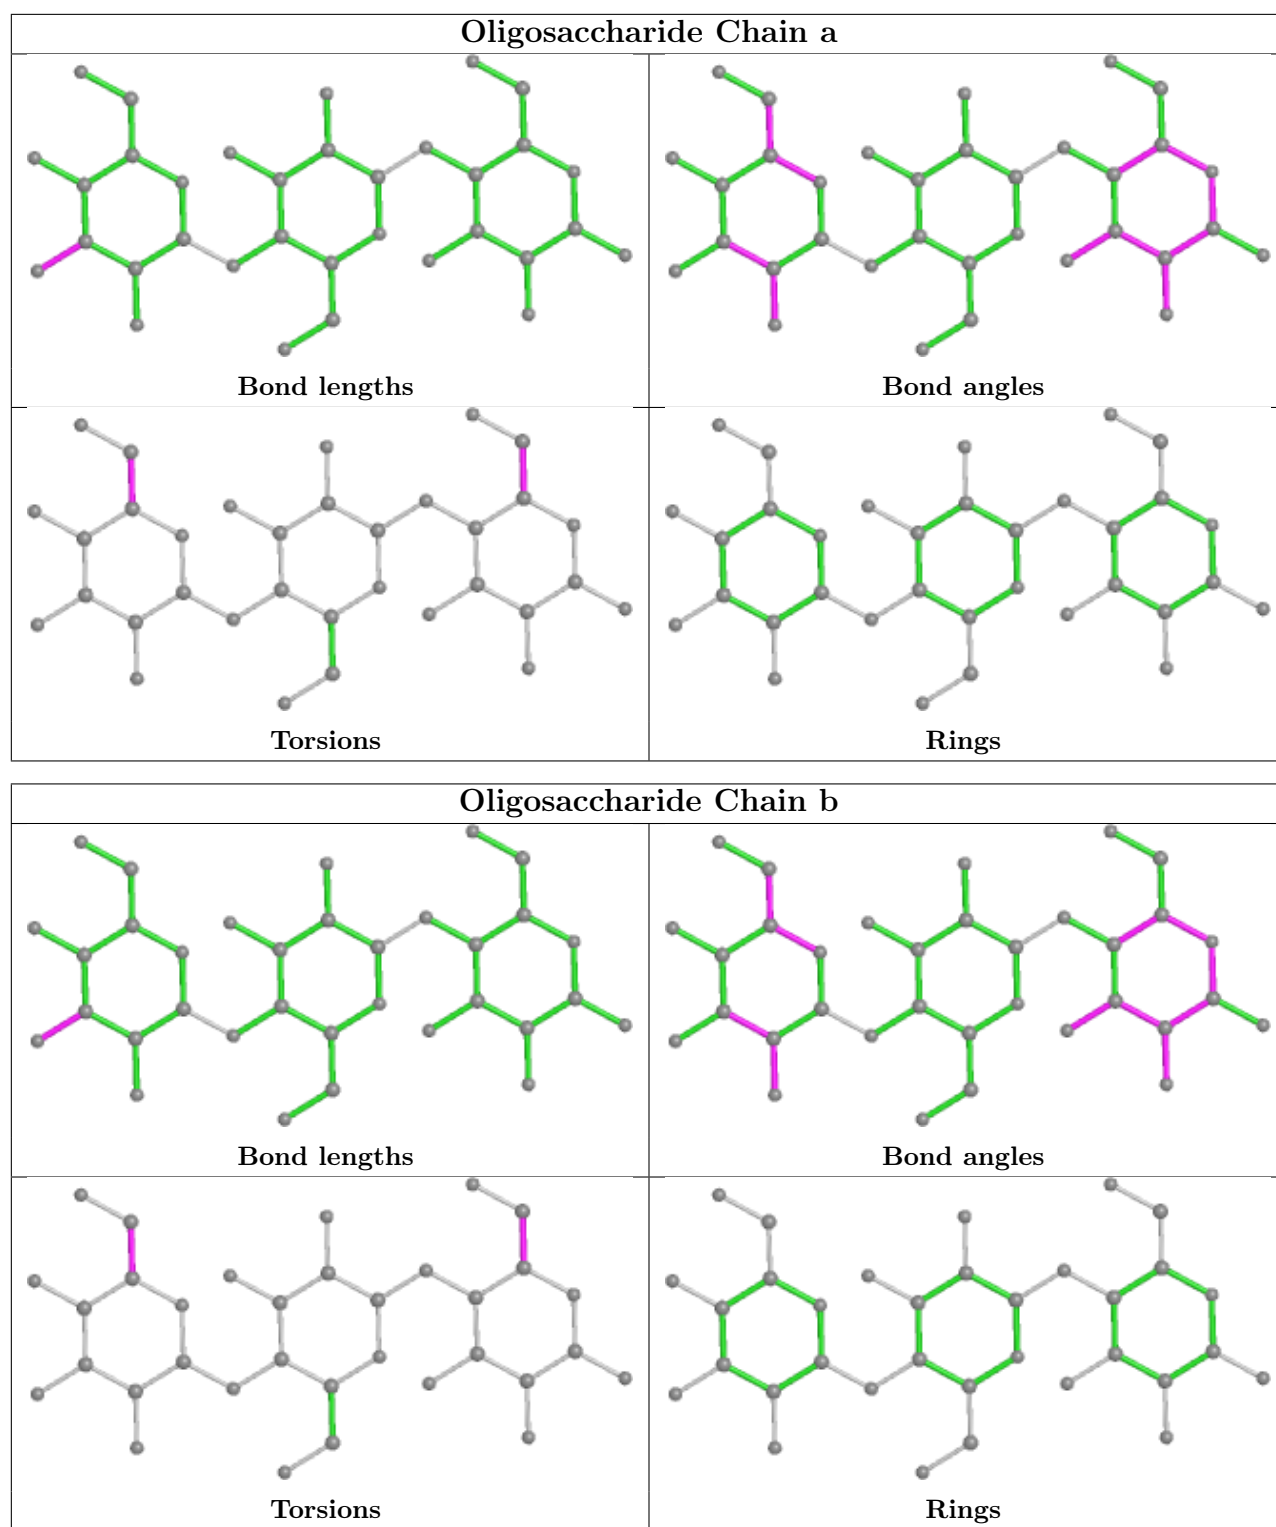 Oligosaccharide Chain a
Bond lengths
Bond angles
Torsions
Rings
Oligosaccharide Chain b
Bond lengths
Bond angles
Torsions
Rings